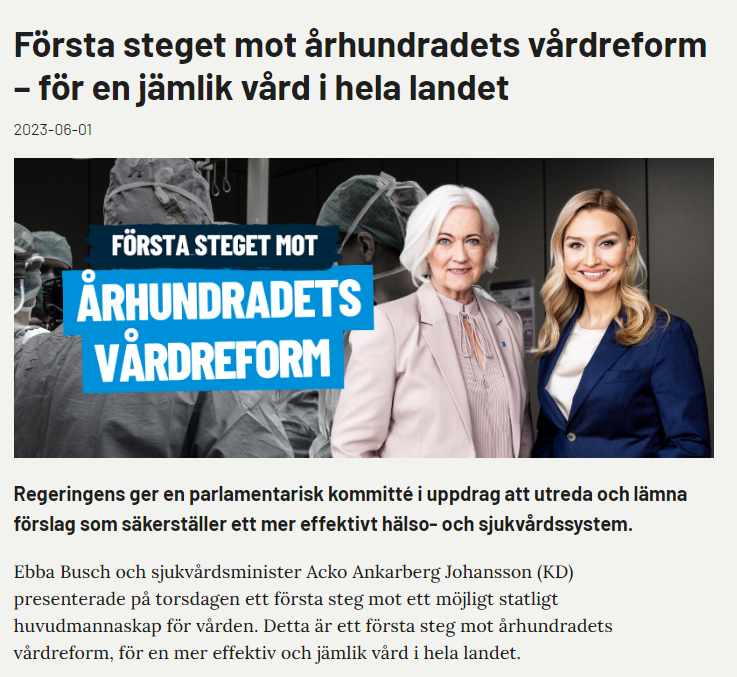 Första steget mot århundradets vårdreform
– för en jämlik vård i hela landet
2023-06-01
FÖRSTA STEGET MOT
ÅRHUNDRADETS
VÅRDREFORM
Regeringens ger en parlamentarisk kommitté i uppdrag att utreda och lämna
förslag som säkerställer ett mer effektivt hälso- och sjukvårdssystem.
Ebba Busch och sjukvårdsminister Acko Ankarberg Johansson (KD)
presenterade på torsdagen ett första steg mot ett möjligt statligt
huvudmannaskap för vården. Detta är ett första steg mot århundradets
vårdreform, för en mer effektiv och jämlik vård i hela landet.